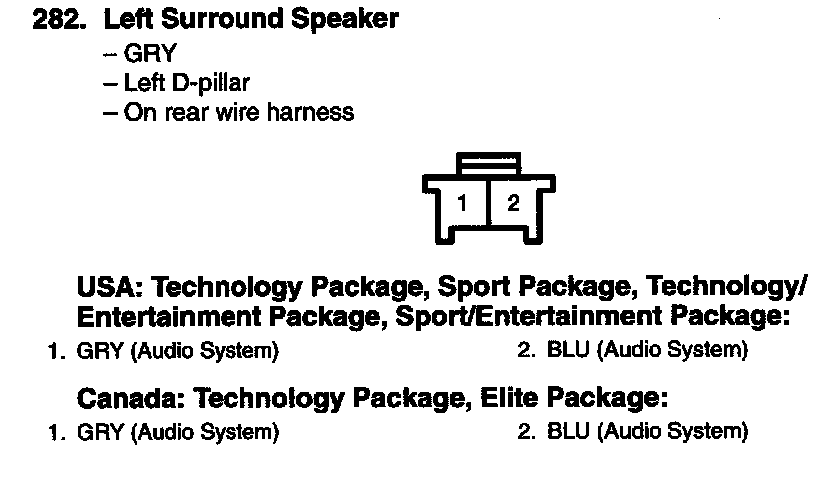 282. Left Surround Speaker
– GRY
– Left D-pillar
– On rear wire harness
1 2
USA: Technology Package, Sport Package, Technology/
Entertainment Package, Sport/Entertainment Package:
1. GRY (Audio System) 2. BLU (Audio System)
Canada: Technology Package, Elite Package:
1. GRY (Audio System) 2. BLU (Audio System)